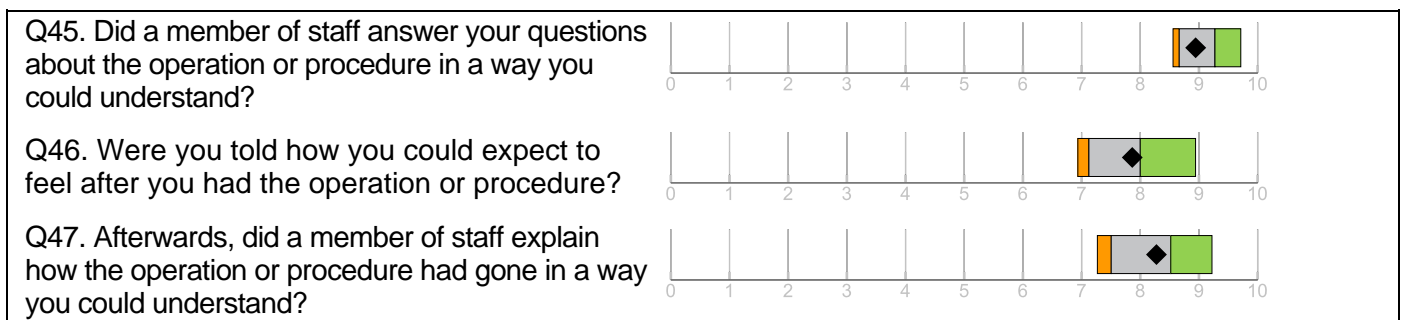 Q45. Did a member of staff answer your questions
about the operation or procedure in a way you
could understand?
0 1 2 3 4 5 6 7 8 9 10
Q46. Were you told how you could expect to
feel after you had the operation or procedure?
0 1 2 3 4 5 6 7 8 9 10
Q47. Afterwards, did a member of staff explain
how the operation or procedure had gone in a way
you could understand?
0 1 2 3 4 5 6 7 8 9 10